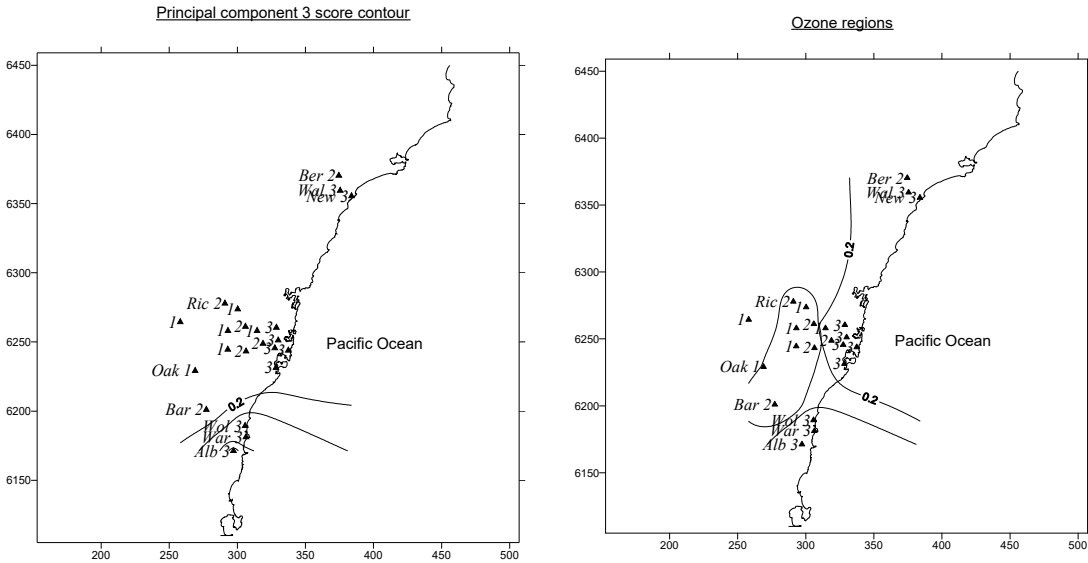 Principal component 3 score contour
6450
6400
6350
6300
6250
6200
6150
200
300
400
500
Ber 2
Wal 3
New 3
Ric 2
1
1
1
2
3
2
3
1
2
3
3
3
Oak 1
Bar 2
0.2
Wol 3
War 3
Alb 3
Pacific Ocean
Ozone regions
6450
6400
6350
6300
6250
6200
6150
200
250
300
350
400
450
500
Ber 2
Wal 3
New 3
0.2
Ric 2
1
1
1
2
3
2
3
1
2
3
3
3
Oak 1
Bar 2
0.2
Wol 3
War 3
Alb 3
Pacific Ocean